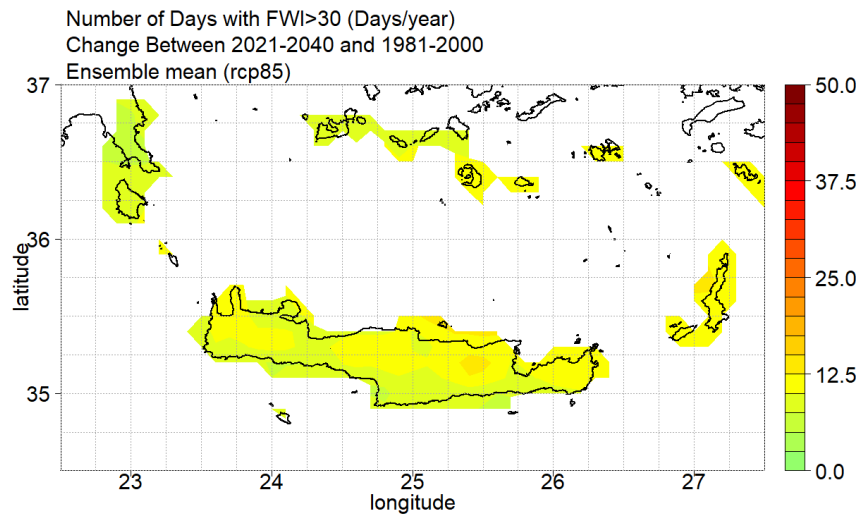 Number of Days with FWI>30 (Days/year)
Change Between 2021-2040 and 1981-2000
Ensemble mean (rcp85)
37
36
35
latitude
23
24
25
26
27
longitude
50.0
37.5
25.0
12.5
0.0